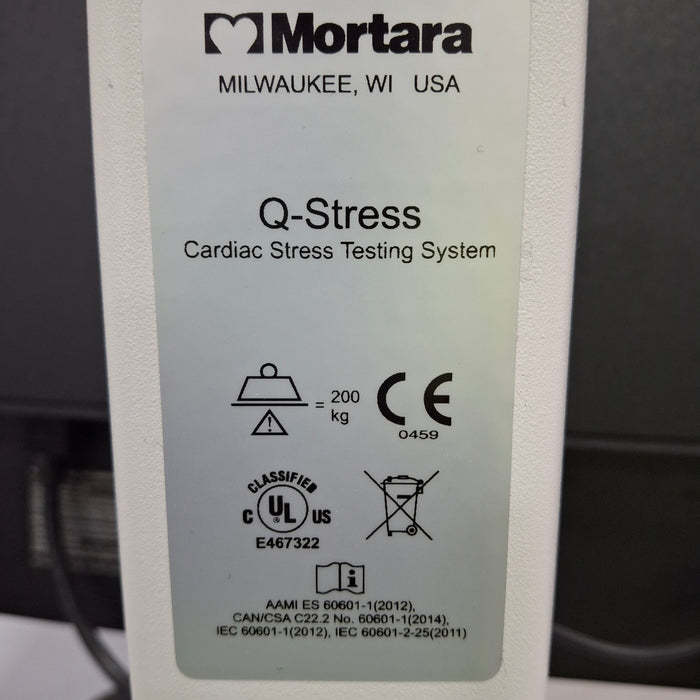 Mortara
MILWAUKEE, WI USA
Q-Stress
Cardiac Stress Testing System
= 200
kg
CE
0459
CLASSIFIED
C UL US
®
E467322
i
AAMI ES 60601-1(2012),
CAN/CSA C22.2 No. 60601-1(2014),
IEC 60601-1(2012), IEC 60601-2-25(2011)